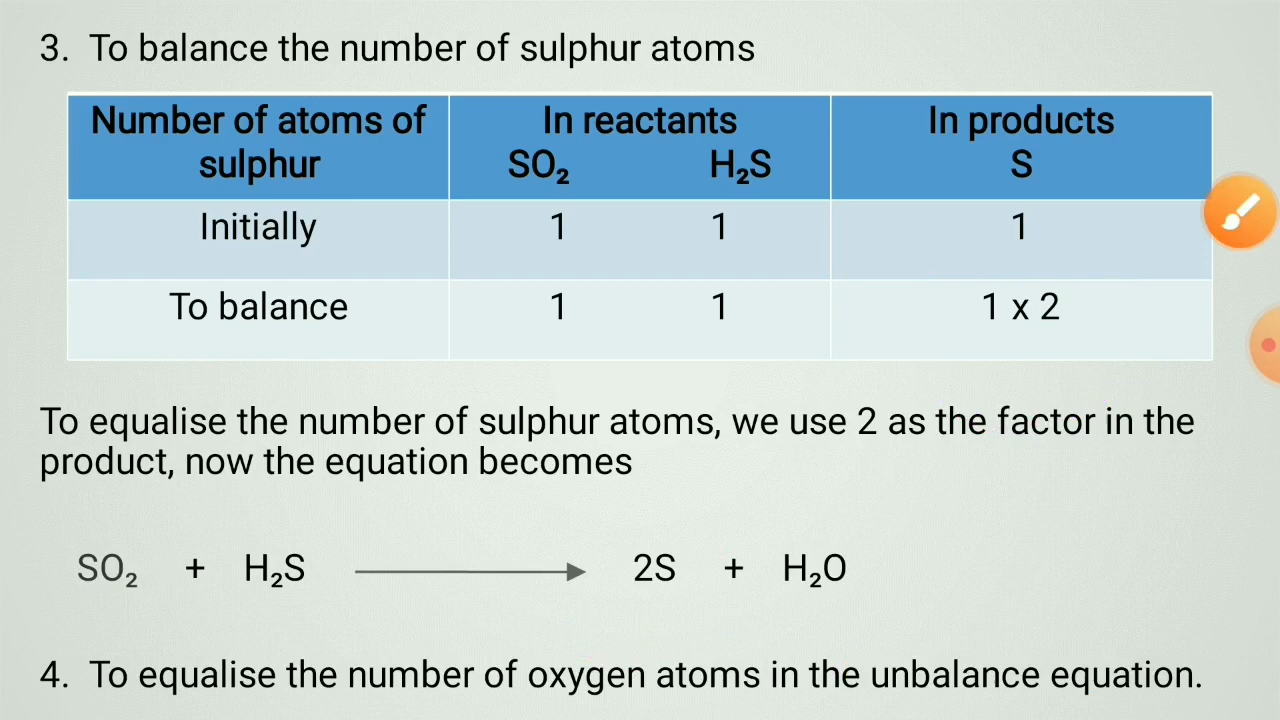 3. To balance the number of sulphur atoms
Number of atoms of sulphur
In reactants
SO₂ H₂S
In products
S
Initially 1 1 1
To balance 1 1 1 x 2
To equalise the number of sulphur atoms, we use 2 as the factor in the
product, now the equation becomes
SO₂ + H₂S ⟶ 2S + H₂O
4. To equalise the number of oxygen atoms in the unbalance equation.